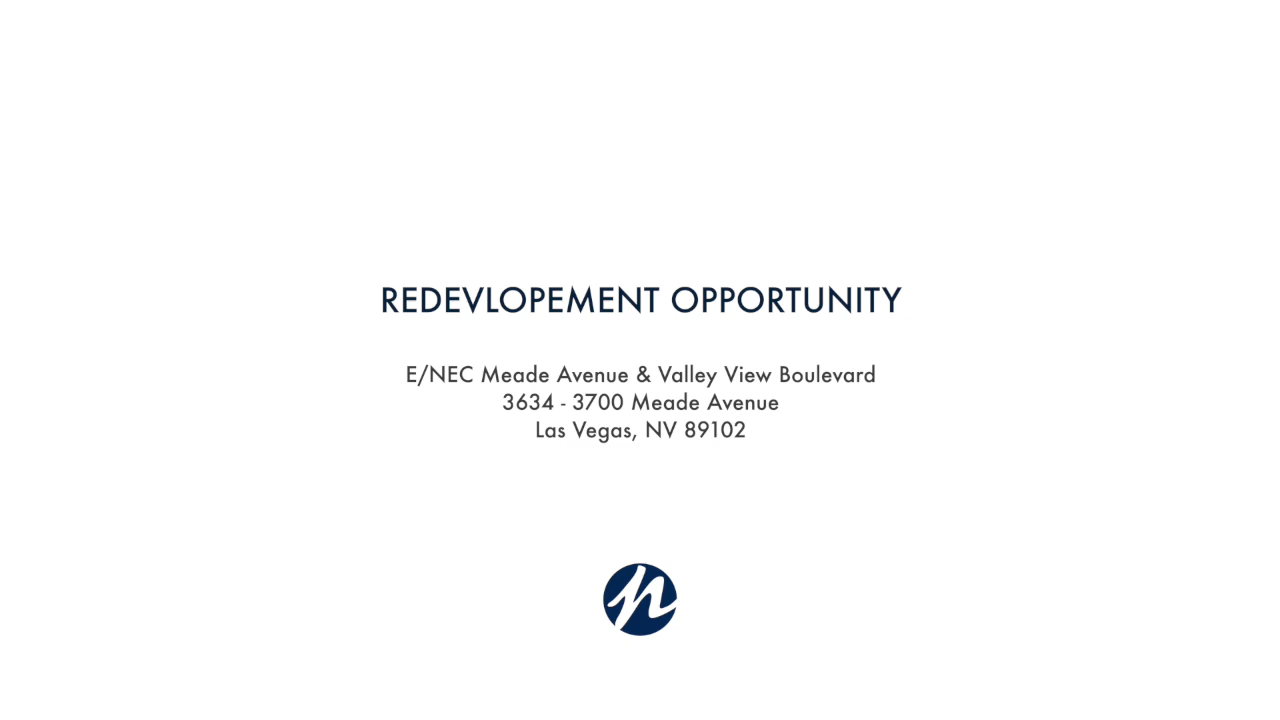 REDEVLOPEMENT OPPORTUNITY
E/NEC Meade Avenue & Valley View Boulevard
3634 - 3700 Meade Avenue
Las Vegas, NV 89102
n